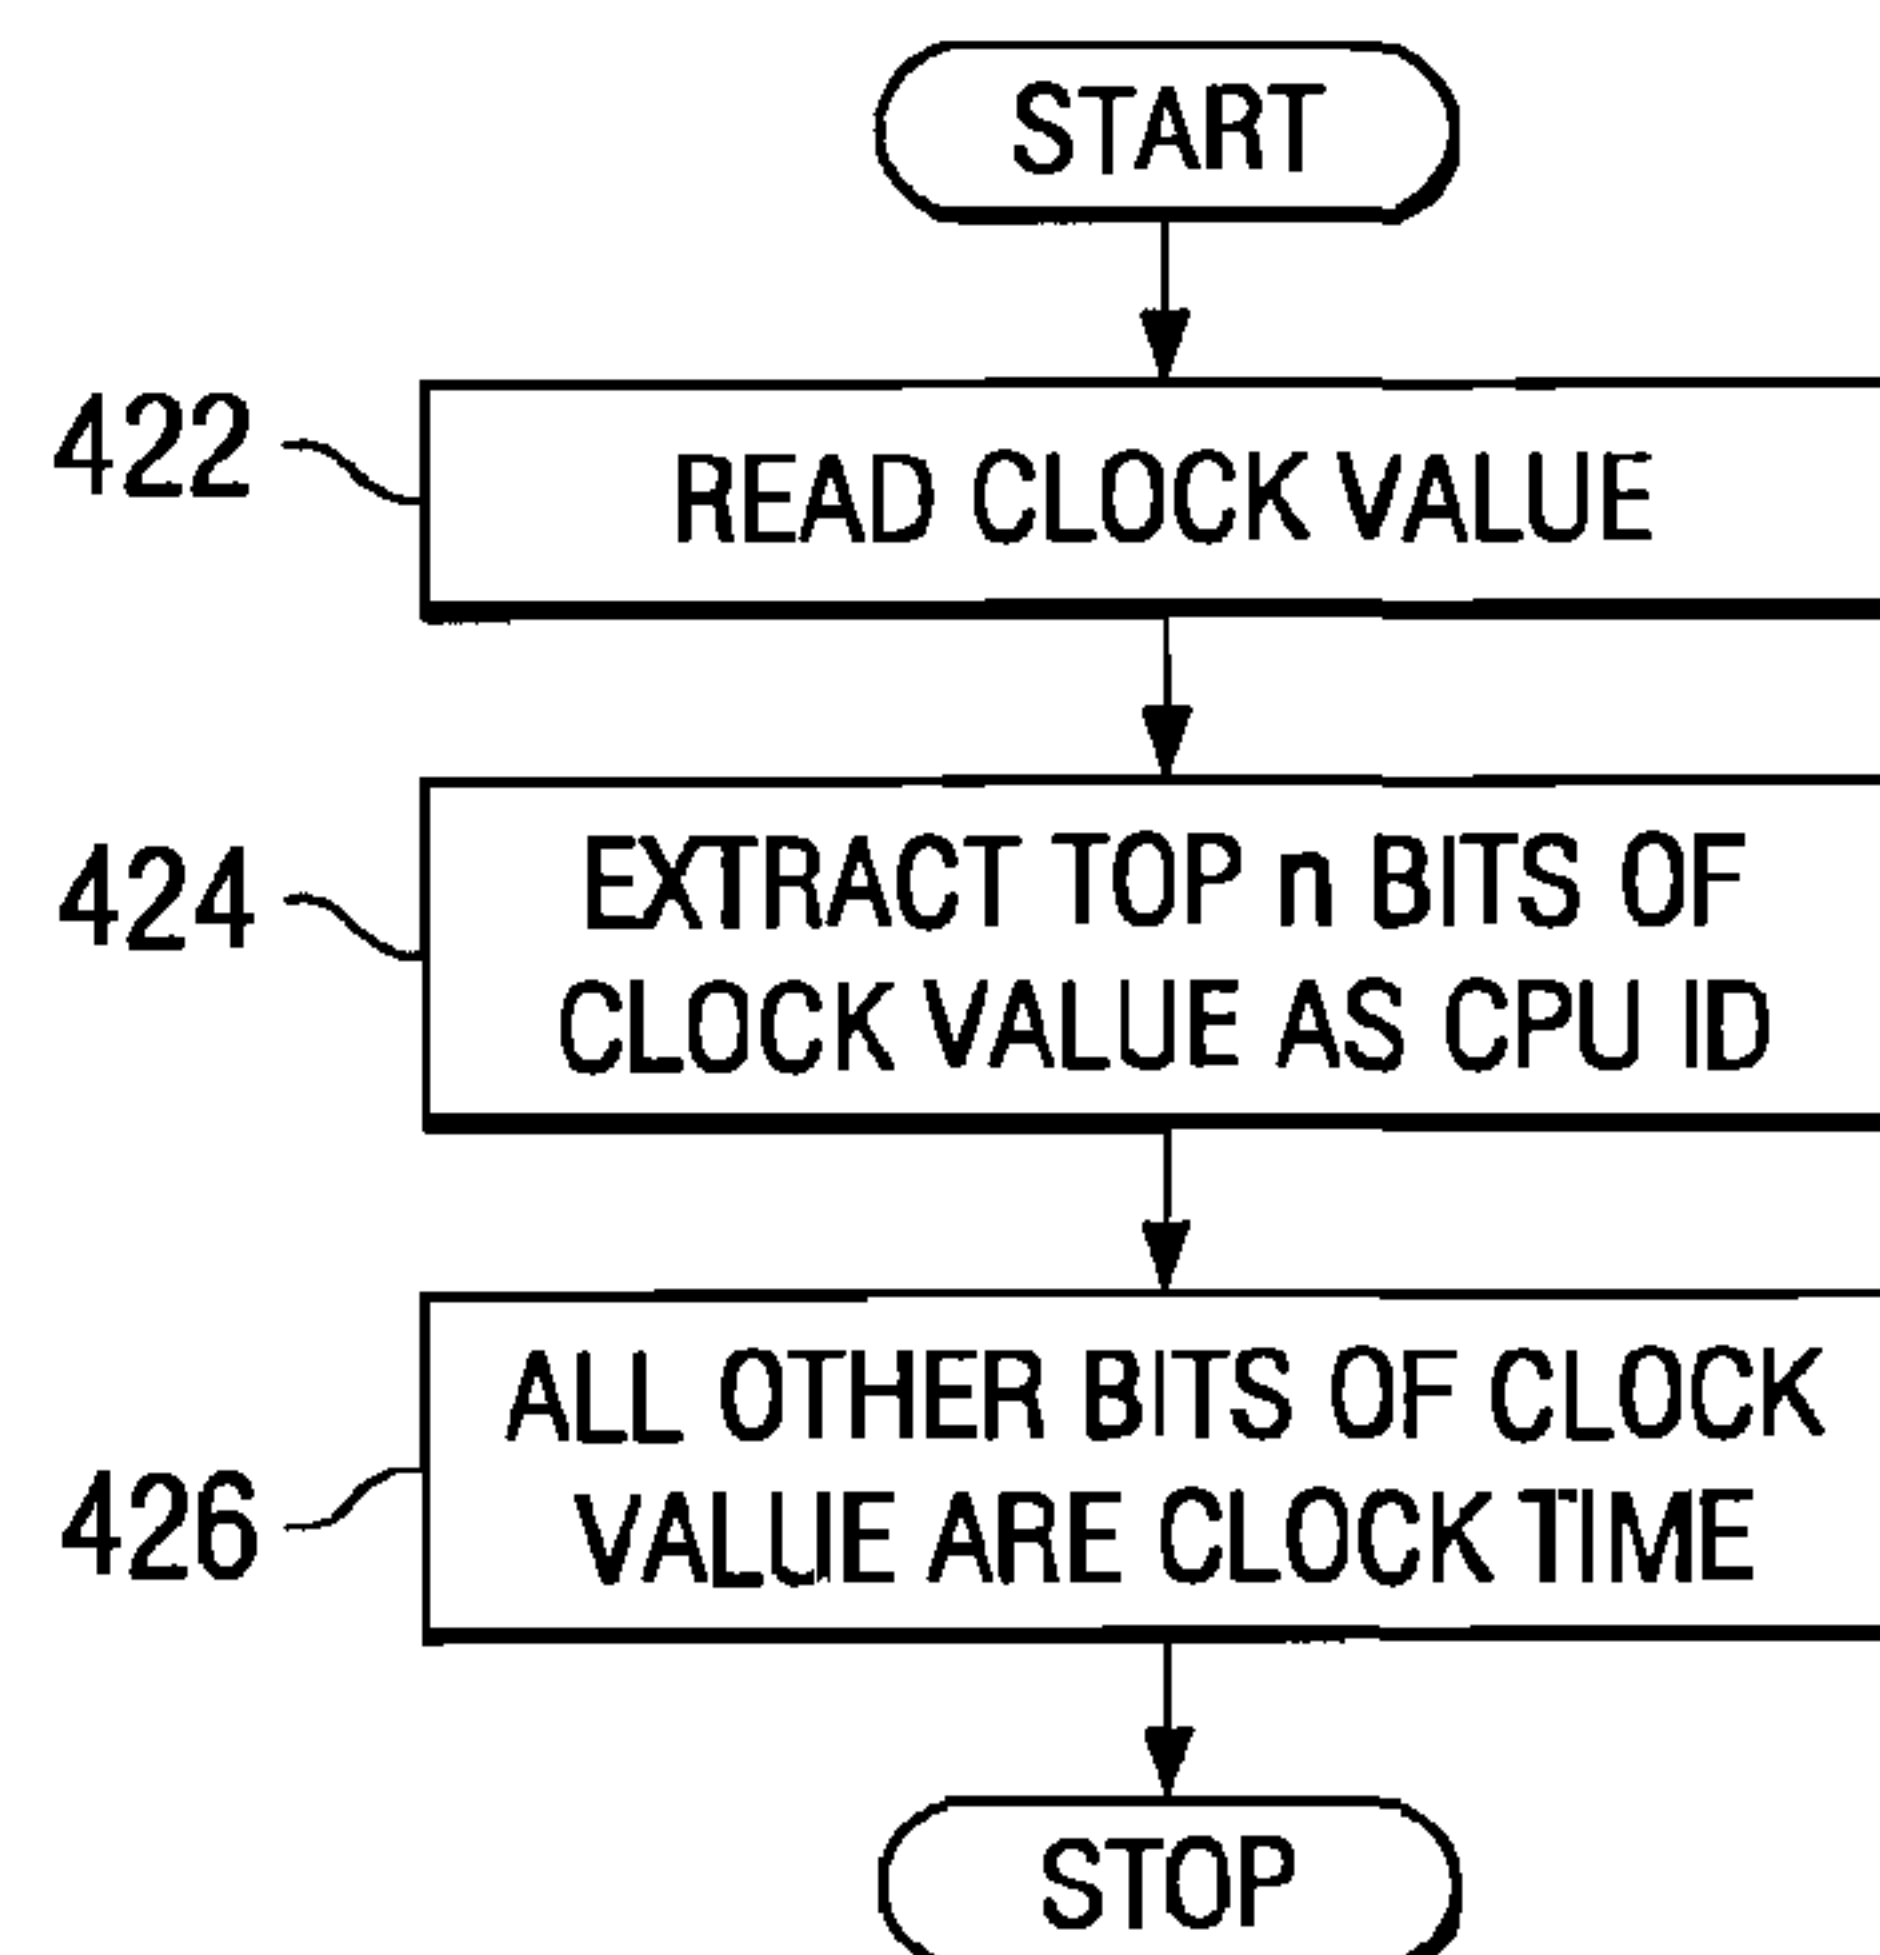 START
422
READ CLOCK VALUE
424
EXTRACT TOP n BITS OF
CLOCK VALUE AS CPU ID
426
ALL OTHER BITS OF CLOCK
VALUE ARE CLOCK TIME
STOP